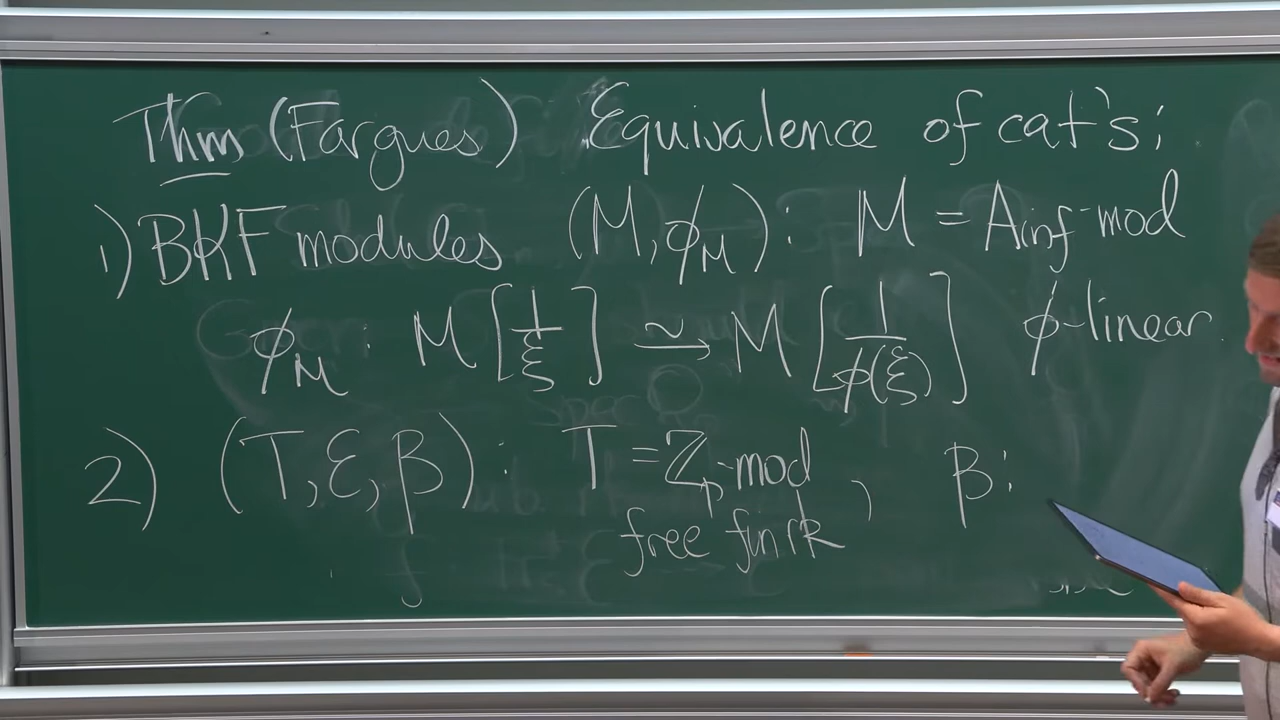 Thm (Fargues) Equivalence of cat's:
1) BKF modules (M, ϕ_M): M = A_inf-mod
ϕ_M: M[1/ξ] ⥲ M[1/ϕ(ξ)] ϕ-linear
2) (T, Ɛ, β): T = ℤ_p-mod, β:
free fin rk